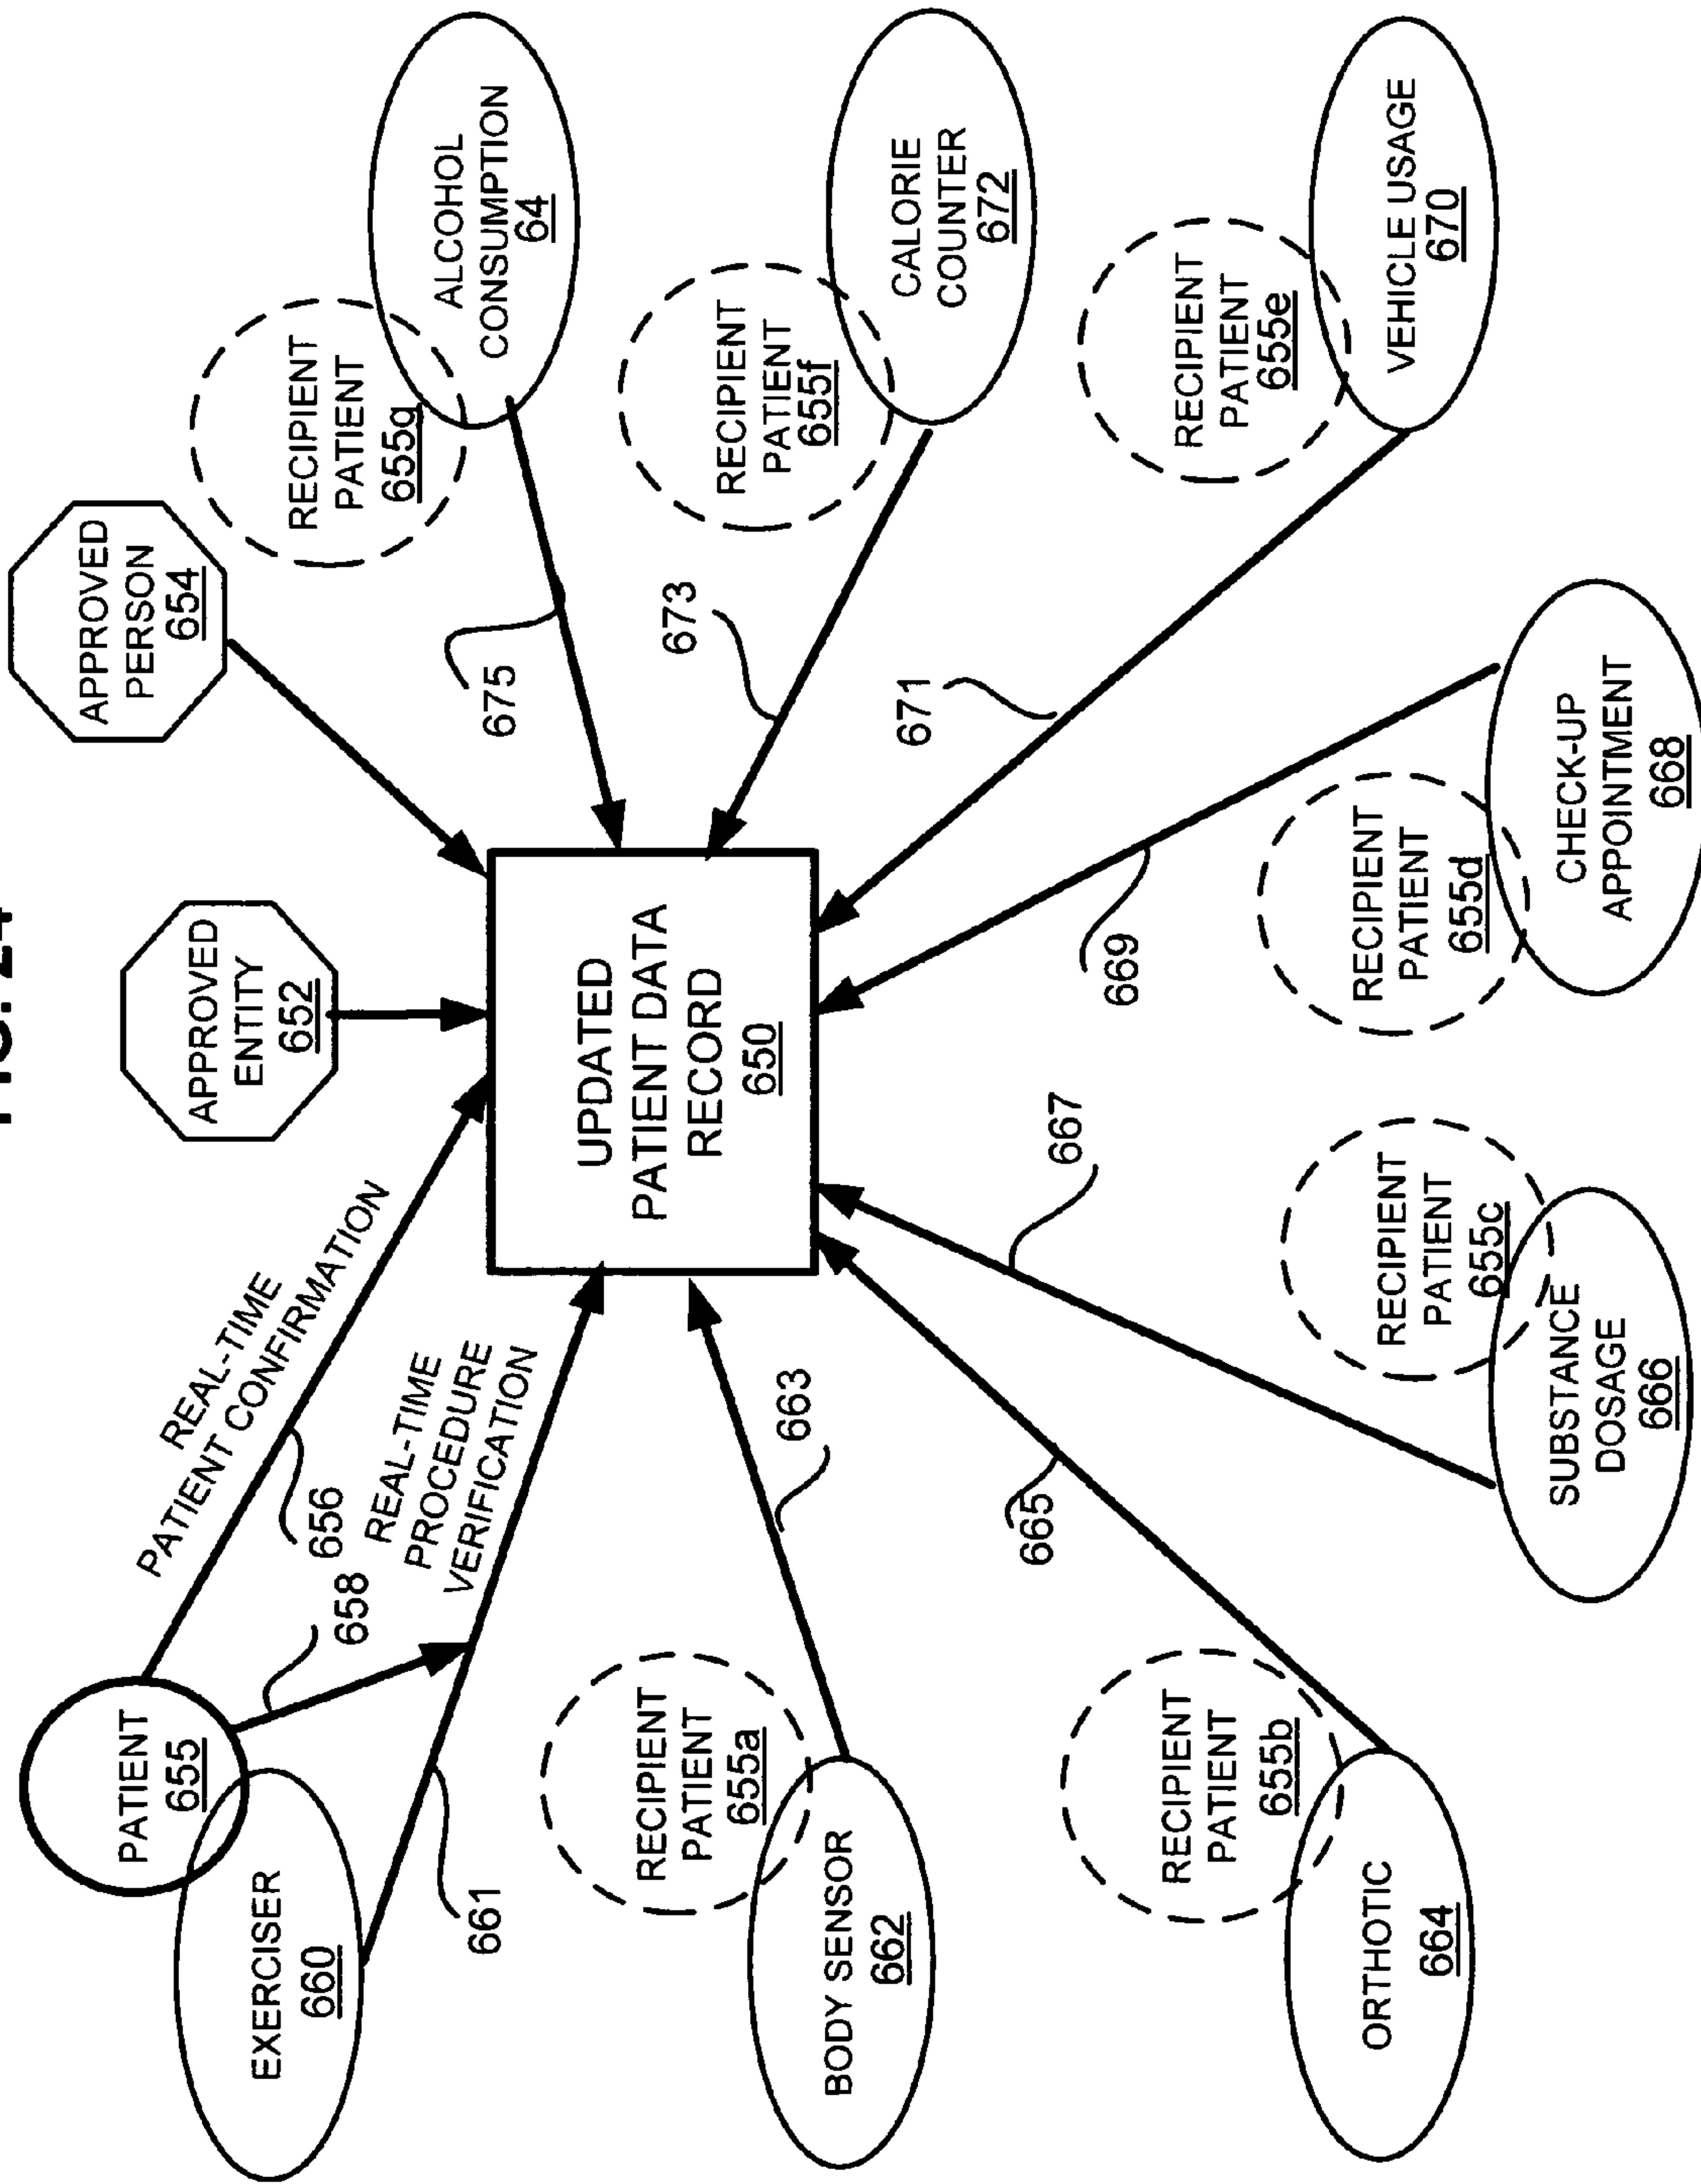 APPROVED
PERSON
654
APPROVED
ENTITY
652
REAL-TIME
PATIENT CONFIRMATION
656
PATIENT
655
658
REAL-TIME
PROCEDURE
VERIFICATION
EXERCISER
660
661
UPDATED
PATIENT DATA
RECORD
650
RECIPIENT
PATIENT
655g
ALCOHOL
CONSUMPTION
64
675
RECIPIENT
PATIENT
655a
BODY SENSOR
662
663
RECIPIENT
PATIENT
655f
CALORIE
COUNTER
672
673
RECIPIENT
PATIENT
655b
ORTHOTIC
664
665
RECIPIENT
PATIENT
655c
SUBSTANCE
DOSAGE
666
667
RECIPIENT
PATIENT
655d
CHECK-UP
APPOINTMENT
668
669
RECIPIENT
PATIENT
655e
VEHICLE USAGE
670
671